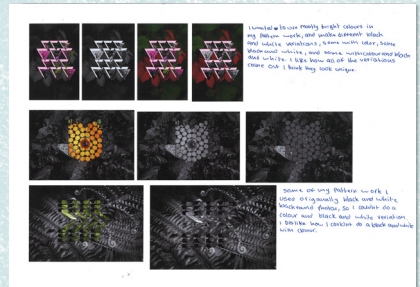 I wanted to use mostly bright colours in
my pattern work, and make different black
and white variations, some with color, some
black and white, and some with colour and black
and white. I like how all of the variations
came out I think they look unique.
some of my pattern work I
used origonally black and white
background photos, so I couldnt do a
colour and black and white variation.
I dislike how I couldnt do a black and white
with colour.